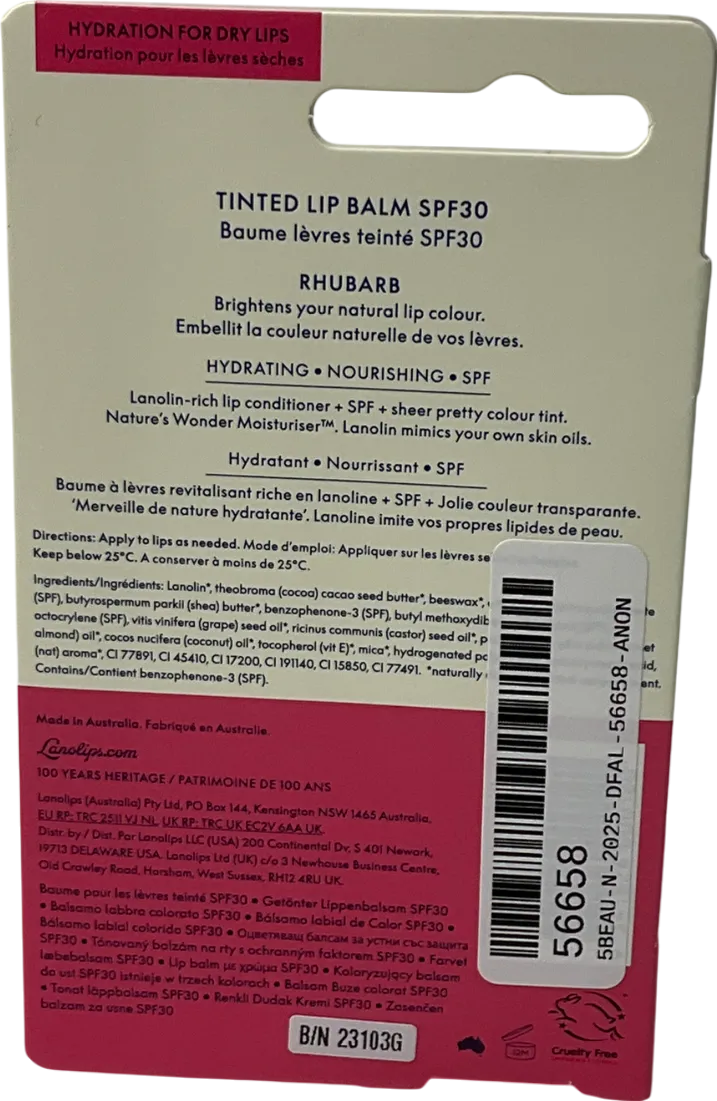 HYDRATION FOR DRY LIPS
Hydration pour les lèvres sèches
TINTED LIP BALM SPF30
Baume lèvres teinté SPF30
RHUBARB
Brightens your natural lip colour.
Embellit la couleur naturelle de vos lèvres.
HYDRATING • NOURISHING • SPF
Lanolin-rich lip conditioner + SPF + sheer pretty colour tint.
Nature's Wonder Moisturiser™. Lanolin mimics your own skin oils.
Hydratant • Nourrissant • SPF
Baume à lèvres revitalisant riche en lanoline + SPF + Jolie couleur transparante.
'Merveille de nature hydratante'. Lanoline imite vos propres lipides de peau.
Directions: Apply to lips as needed. Mode d'emploi: Appliquer sur les lèvres se
Keep below 25°C. A conserver à moins de 25°C.
Ingredients/Ingrédients: Lanolin*, theobroma (cocoa) cacao seed butter*, beeswax*,
(SPF), butyrospermum parkii (shea) butter*, benzophenone-3 (SPF), butyl methoxydib
octocrylene (SPF), vitis vinifera (grape) seed oil*, ricinus communis (castor) seed oil*, p
almond) oil*, cocos nucifera (coconut) oil*, tocopherol (vit E)*, mica*, hydrogenated po
(nat) aroma*, CI 77891, CI 45410, CI 17200, CI 191140, CI 15850, CI 77491. *naturally
Contains/Contient benzophenone-3 (SPF).
Made in Australia. Fabriqué en Australie.
Lanolips.com
100 YEARS HERITAGE / PATRIMOINE DE 100 ANS
Lanolips (Australia) Pty Ltd, PO Box 144, Kensington NSW 1465 Australia,
EU RP: TRC 2511 VJ NL. UK RP: TRC UK EC2V 6AA UK.
Distr. by / Dist. Par Lanolips LLC (USA) 200 Continental Dv, S 401 Newark,
19713 DELAWARE USA. Lanolips Ltd (UK) c/o 3 Newhouse Business Centre,
Old Crawley Road, Horsham, West Sussex, RH12 4RU UK.
Baume pour les lèvres teinté SPF30 • Getönter Lippenbalsam SPF30
• Balsamo labbra colorato SPF30 • Bálsamo labial de Color SPF30 •
Bálsamo labial colorido SPF30 • Оцветяващ балсам за устни със защита
SPF30 • Tónovaný balzám na rty s ochranným faktorem SPF30 • Farvet
læbebalsam SPF30 • Lip balm με χρώμα SPF30 • Koloryzujący balsam
do ust SPF30 istnieje w trzech kolorach • Balsam Buze colorat SPF30
• Tonat läppbalsam SPF30 • Renkli Dudak Kremi SPF30 • Zasenčen
balzam za usne SPF30
B/N 23103G
12M
Cruelty Free
56658
5BEAU-N-2025-DFAL-56658-ANON